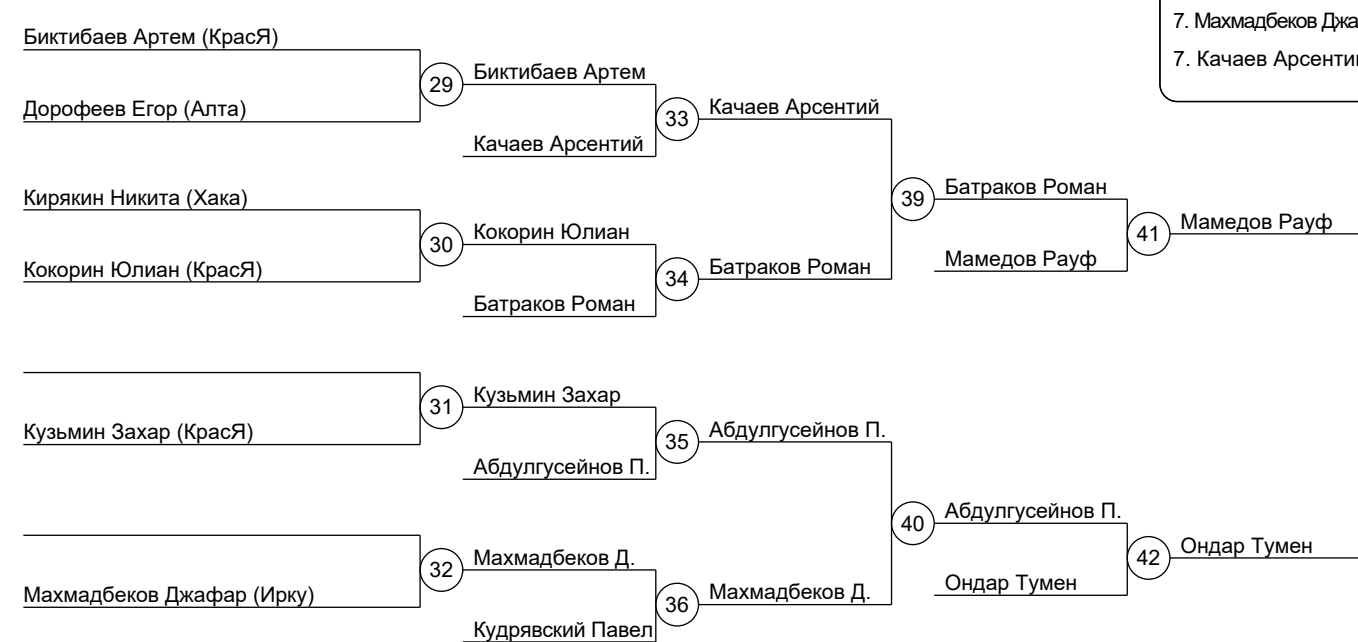 7. Махмадбеков Джа
7. Качаев Арсентий
Биктибаев Артем (КрасЯ)
Дорофеев Егор (Алта)
29
Биктибаев Артем
Качаев Арсентий
33
Качаев Арсентий
Кирякин Никита (Хака)
Кокорин Юлиан (КрасЯ)
30
Кокорин Юлиан
Батраков Роман
34
Батраков Роман
39
Батраков Роман
Мамедов Рауф
41
Мамедов Рауф
Кузьмин Захар (КрасЯ)
31
Кузьмин Захар
Абдулгусейнов П.
35
Абдулгусейнов П.
Махмадбеков Джафар (Ирку)
32
Махмадбеков Д.
Кудрявский Павел
36
Махмадбеков Д.
40
Абдулгусейнов П.
Ондар Тумен
42
Ондар Тумен